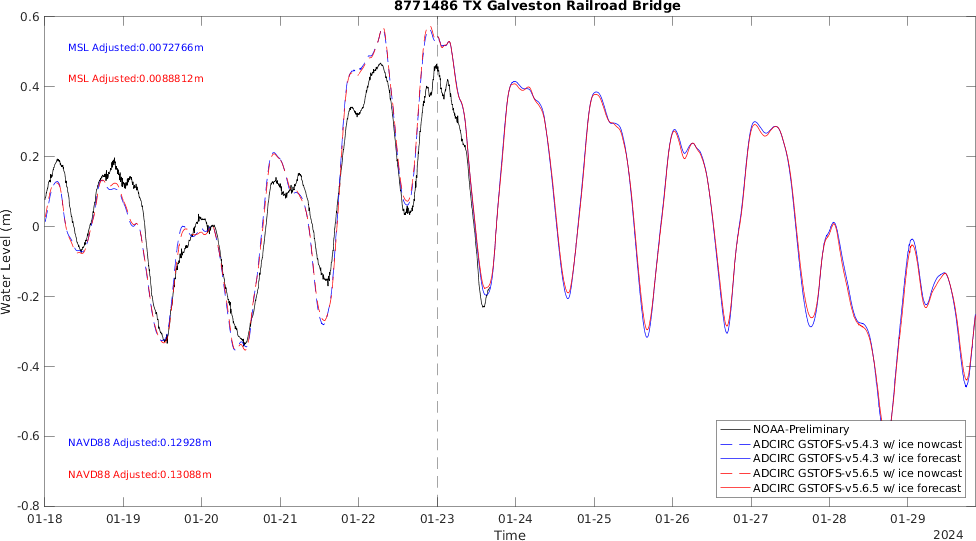 8771486 TX Galveston Railroad Bridge
0.6
0.4
0.2
0
-0.2
-0.4
-0.6
-0.8
Water Level (m)
MSL Adjusted:0.0072766m
MSL Adjusted:0.0088812m
NAVD88 Adjusted:0.12928m
NAVD88 Adjusted:0.13088m
NOAA-Preliminary
ADCIRC GSTOFS-v5.4.3 w/ ice nowcast
ADCIRC GSTOFS-v5.4.3 w/ ice forecast
ADCIRC GSTOFS-v5.6.5 w/ ice nowcast
ADCIRC GSTOFS-v5.6.5 w/ ice forecast
01-18 01-19 01-20 01-21 01-22 01-23 01-24 01-25 01-26 01-27 01-28 01-29
Time
2024